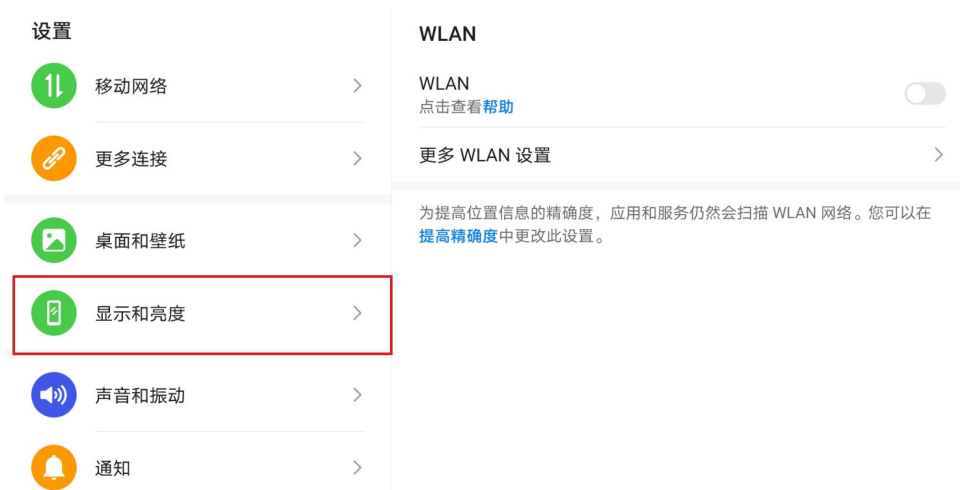 设置
移动网络
更多连接
桌面和壁纸
显示和亮度
声音和振动
通知
WLAN
WLAN
点击查看帮助
更多 WLAN 设置
为提高位置信息的精确度，应用和服务仍然会扫描 WLAN 网络。您可以在
提高精确度中更改此设置。